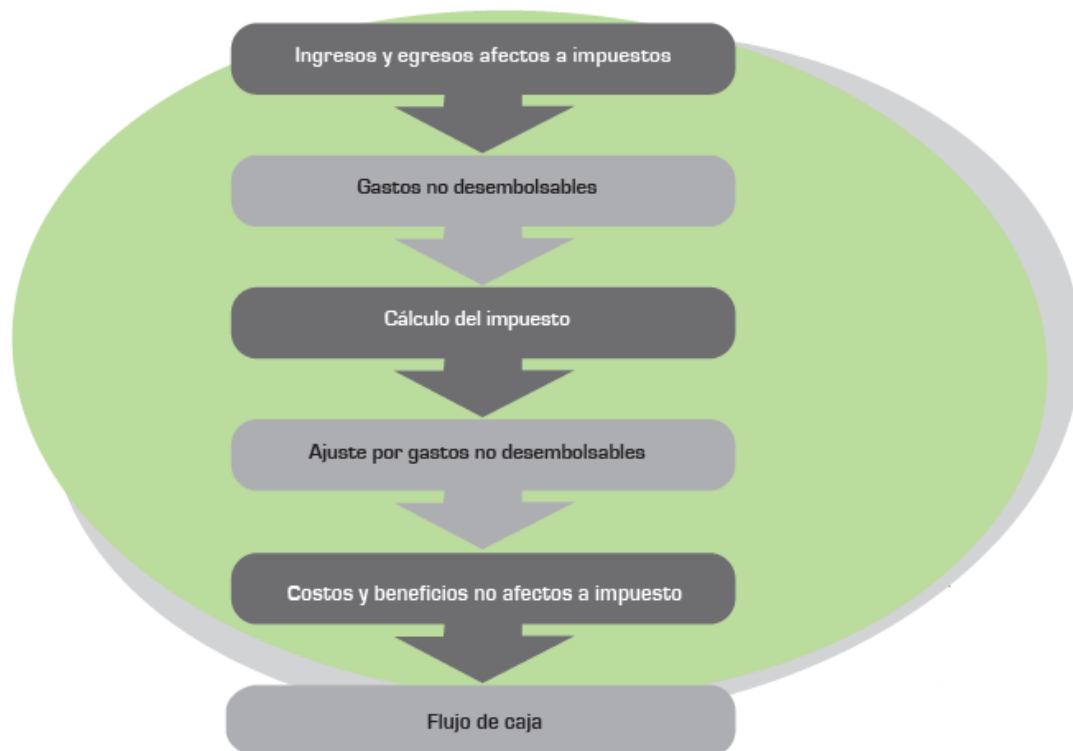 Ingresos y egresos afectos a impuestos
Gastos no desembolsables
Cálculo del impuesto
Ajuste por gastos no desembolsables
Costos y beneficios no afectos a impuesto
Flujo de caja